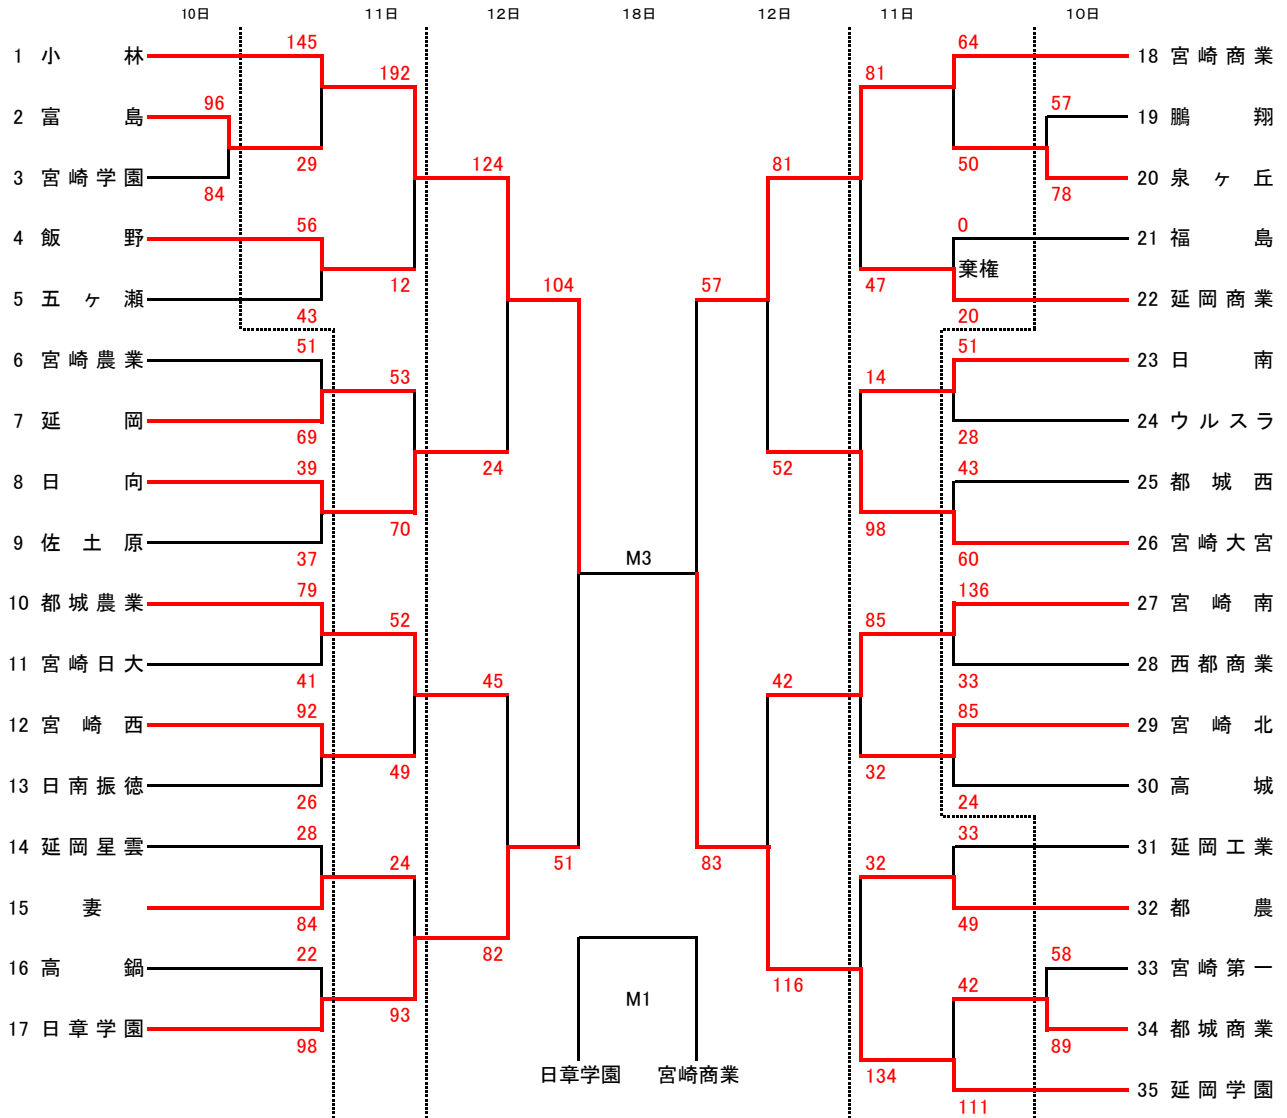 10日 11日 12日 18日 12日 11日 10日
145 64
1 小林 18 宮崎商業
192 81
96 57
2 富島 19 鵬翔
29 124 81 50
3 宮崎学園 20 泉ヶ丘
84 78
56 0
4 飯野 21 福島
棄権
12 104 57 47
5 五ヶ瀬 22 延岡商業
43 20
51 51
6 宮崎農業 23 日南
53 14
7 延岡 24 ウルスラ
69 28
39 24 52 43
8 日向 25 都城西
70 98
9 佐土原 26 宮崎大宮
37 M3 60
79 136
10 都城農業 27 宮崎南
52 85
11 宮崎日大 28 西都商業
41 45 42 33
92 85
12 宮崎西 29 宮崎北
49 32
13 日南振徳 30 高城
26 24
28 33
14 延岡星雲 31 延岡工業
24 51 83 32
15 妻 32 都農
84 49
22 82 58
16 高鍋 33 宮崎第一
116 42
93 M1
17 日章学園 34 都城商業
98 89
日章学園 宮崎商業 134
35 延岡学園
111